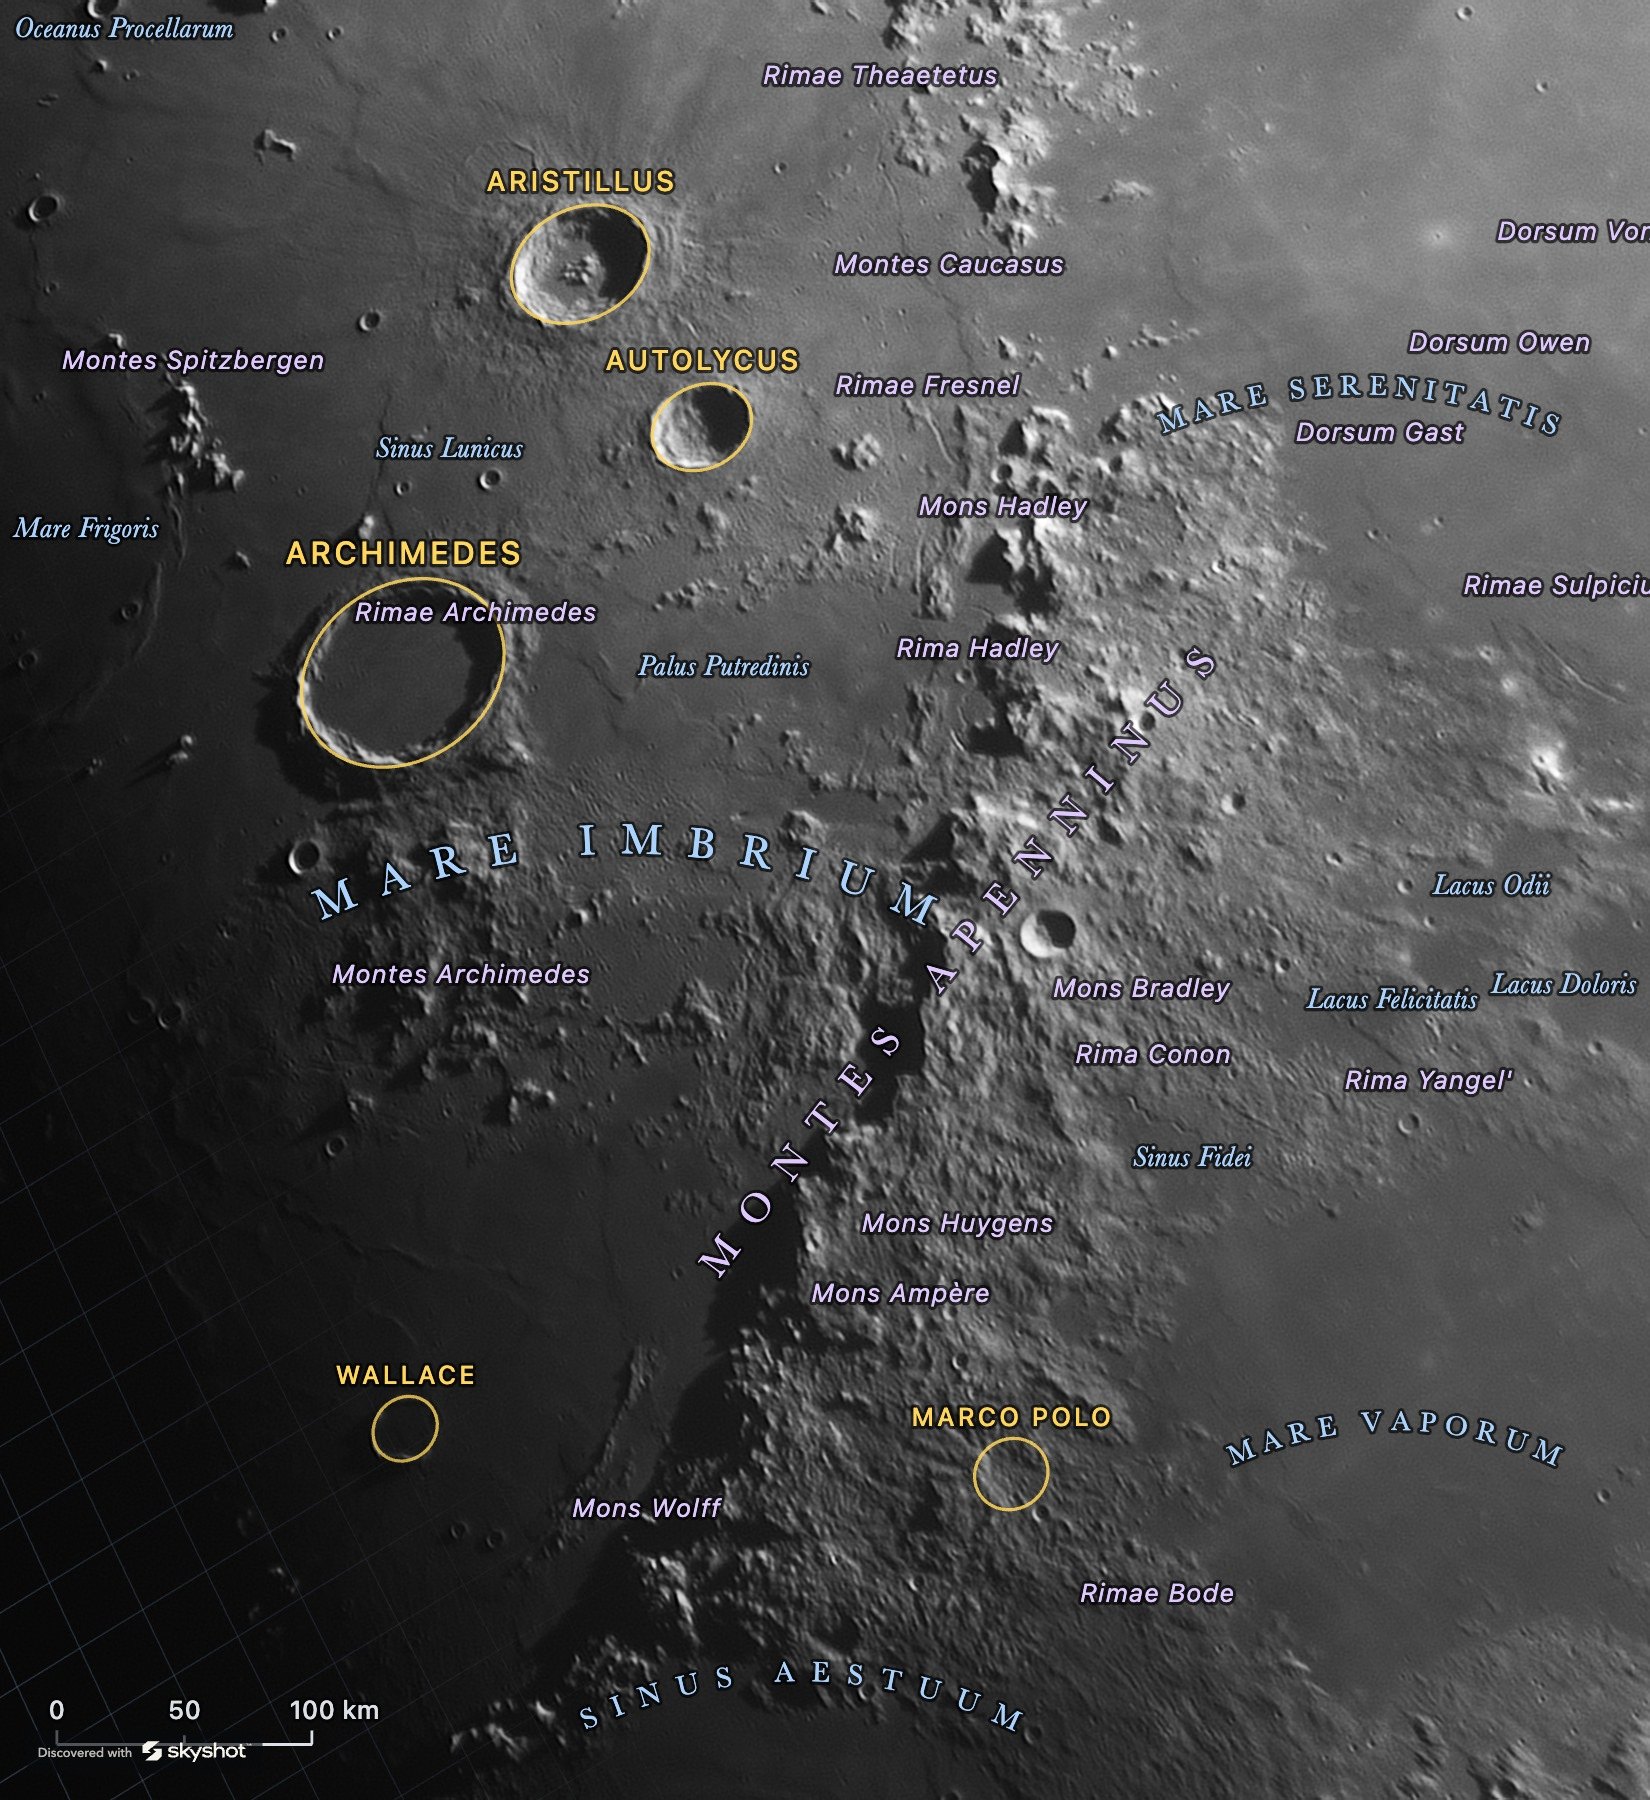 Oceanus Procellarum
Rimae Theaetetus
ARISTILLUS
Dorsum Von
Montes Caucasus
Dorsum Owen
Montes Spitzbergen
AUTOLYCUS
Rimae Fresnel
MARE SERENITATIS
Dorsum Gast
Sinus Lunicus
Mons Hadley
Mare Frigoris
ARCHIMEDES
Rimae Sulpiciu
Rimae Archimedes
Rima Hadley
Palus Putredinis
MARE IMBRIUM
MONTES APENNINUS
Lacus Odii
Montes Archimedes
Mons Bradley
Lacus Felicitatis
Lacus Doloris
Rima Conon
Rima Yangel'
Sinus Fidei
Mons Huygens
Mons Ampère
WALLACE
MARCO POLO
MARE VAPORUM
Mons Wolff
Rimae Bode
SINUS AESTUUM
0 50 100 km
Discovered with skyshot